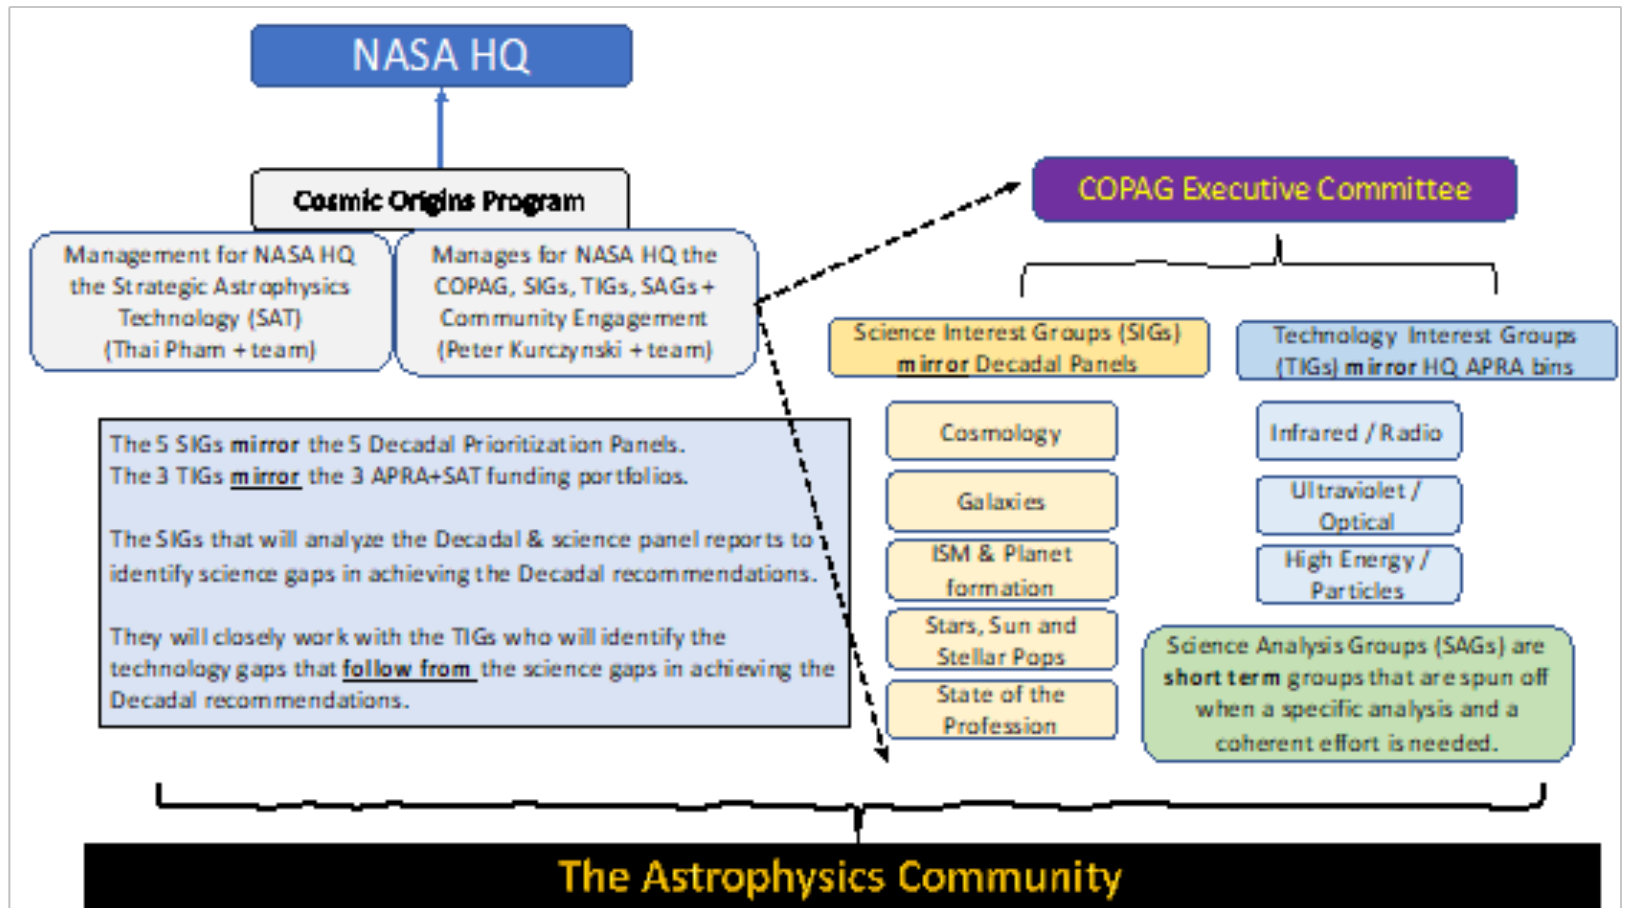 NASA HQ
Cosmic Origins Program
Management for NASA HQ
the Strategic Astrophysics
Technology (SAT)
(Thai Pham + team)
Manages for NASA HQ the
COPAG, SIGs, TIGs, SAGs +
Community Engagement
(Peter Kurczynski + team)
COPAG Executive Committee
Science Interest Groups (SIGs)
mirror Decadal Panels
Technology Interest Groups
(TIGs) mirror HQ APRA bins
Cosmology
Galaxies
ISM & Planet
formation
Stars, Sun and
Stellar Pops
State of the
Profession
Infrared / Radio
Ultraviolet /
Optical
High Energy /
Particles
The 5 SIGs mirror the 5 Decadal Prioritization Panels.
The 3 TIGs mirror the 3 APRA+SAT funding portfolios.
The SIGs that will analyze the Decadal & science panel reports to
identify science gaps in achieving the Decadal recommendations.
They will closely work with the TIGs who will identify the
technology gaps that follow from the science gaps in achieving the
Decadal recommendations.
Science Analysis Groups (SAGs) are
short term groups that are spun off
when a specific analysis and a
coherent effort is needed.
The Astrophysics Community